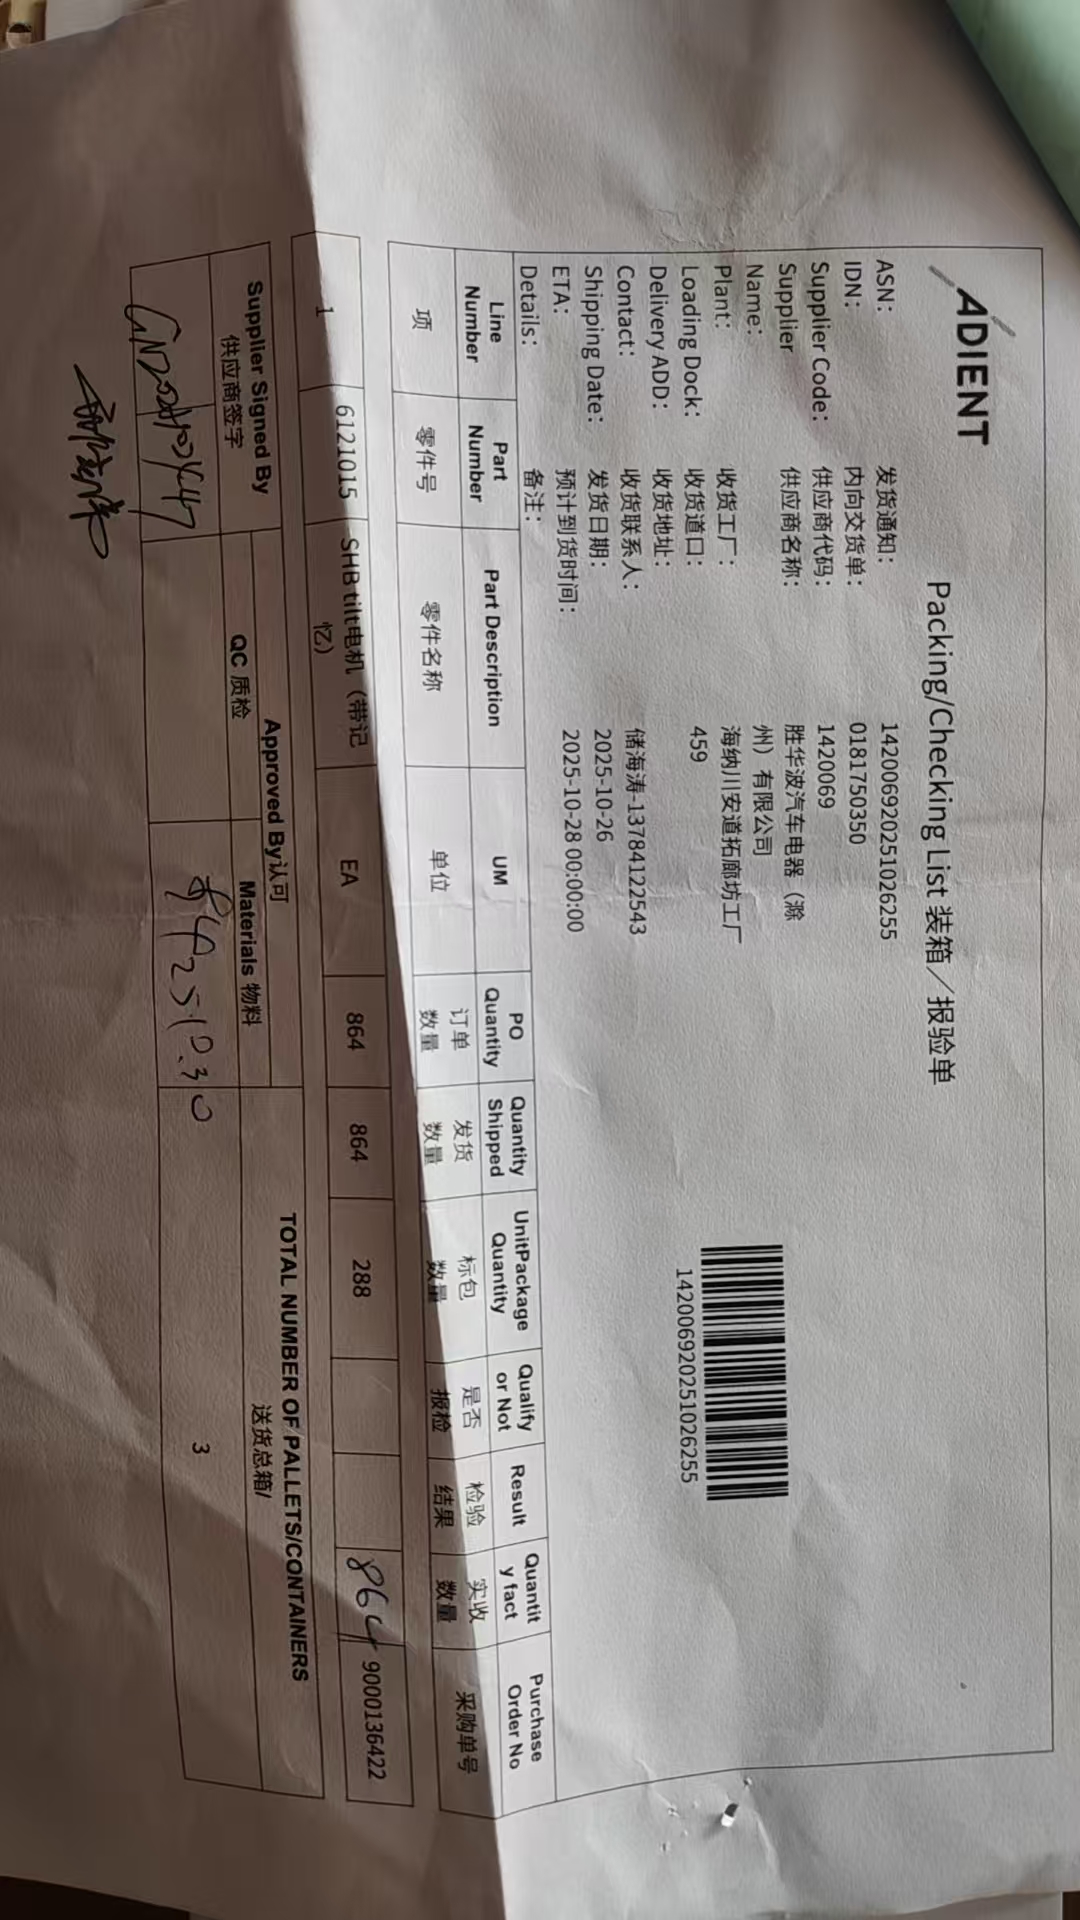 ADIENT
Packing/Checking List 装箱／报验单
ASN: 发货通知: 142006920251026255
IDN: 内向交货单: 0181750350
Supplier Code: 供应商代码: 1420069
Supplier 供应商名称: 胜华波汽车电器（滁
Name: 州）有限公司
Plant: 收货工厂: 海纳川安道拓廊坊工厂
Loading Dock: 收货道口: 459
Delivery ADD: 收货地址:
Contact: 收货联系人: 储海涛-13784122543
Shipping Date: 发货日期: 2025-10-26
ETA: 预计到货时间: 2025-10-28 00:00:00
Details: 备注:
142006920251026255
Line Number Part Number Part Description UM PO Quantity Quantity Shipped UnitPackage Quantity Qualify or Not Result Quantit y fact Purchase Order No
项 零件号 零件名称 单位 订单数量 发货数量 标包数量 是否报检 检验结果 实收数量 采购单号
1 6121015 SHB tilt电机（带记忆） EA 864 864 288 864 9000136422
Supplier Signed By 供应商签字 Approved By认可 TOTAL NUMBER OF PALLETS/CONTAINERS
QC 质检 Materials 物料 送货总箱/
25.10.30 3